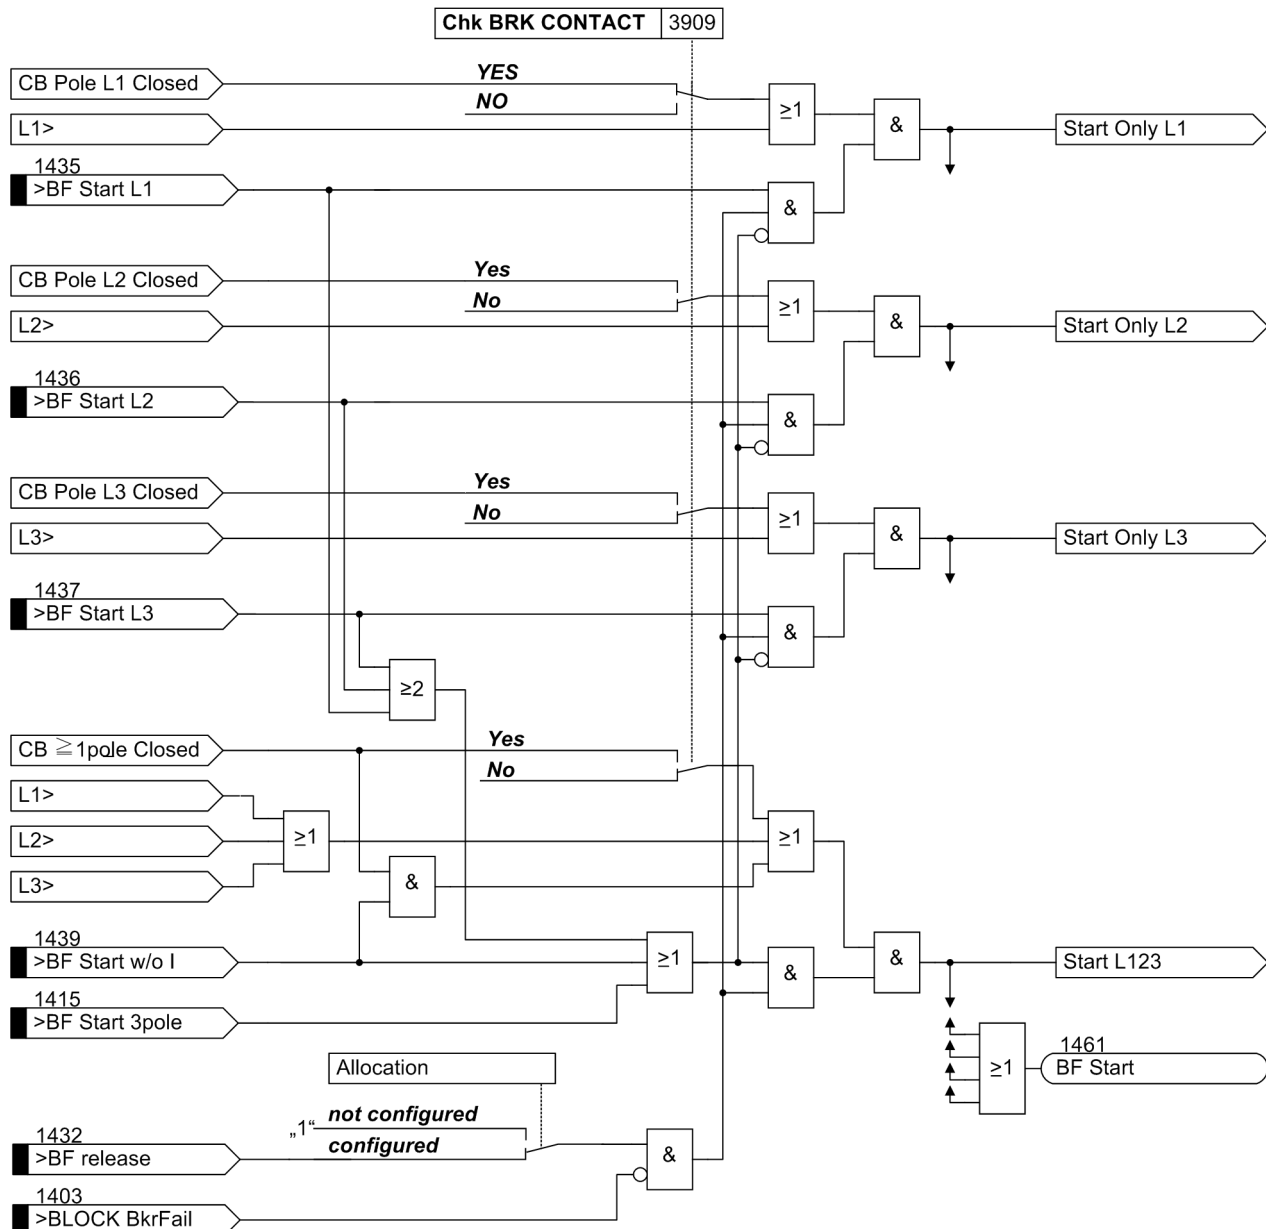 Chk BRK CONTACT 3909
CB Pole L1 Closed YES
NO
≥1
L1>
& Start Only L1
1435
>BF Start L1
&
CB Pole L2 Closed Yes
No
≥1
L2>
& Start Only L2
1436
>BF Start L2
&
CB Pole L3 Closed Yes
No
≥1
L3>
& Start Only L3
1437
>BF Start L3
&
≥2
CB ≧1pole Closed Yes
No
L1>
L2> ≥1 ≥1
L3> &
1439
>BF Start w/o I ≥1 & & Start L123
1415
>BF Start 3pole
1461
≥1 BF Start
Allocation
„1“ not configured
1432 configured
>BF release &
1403
>BLOCK BkrFail